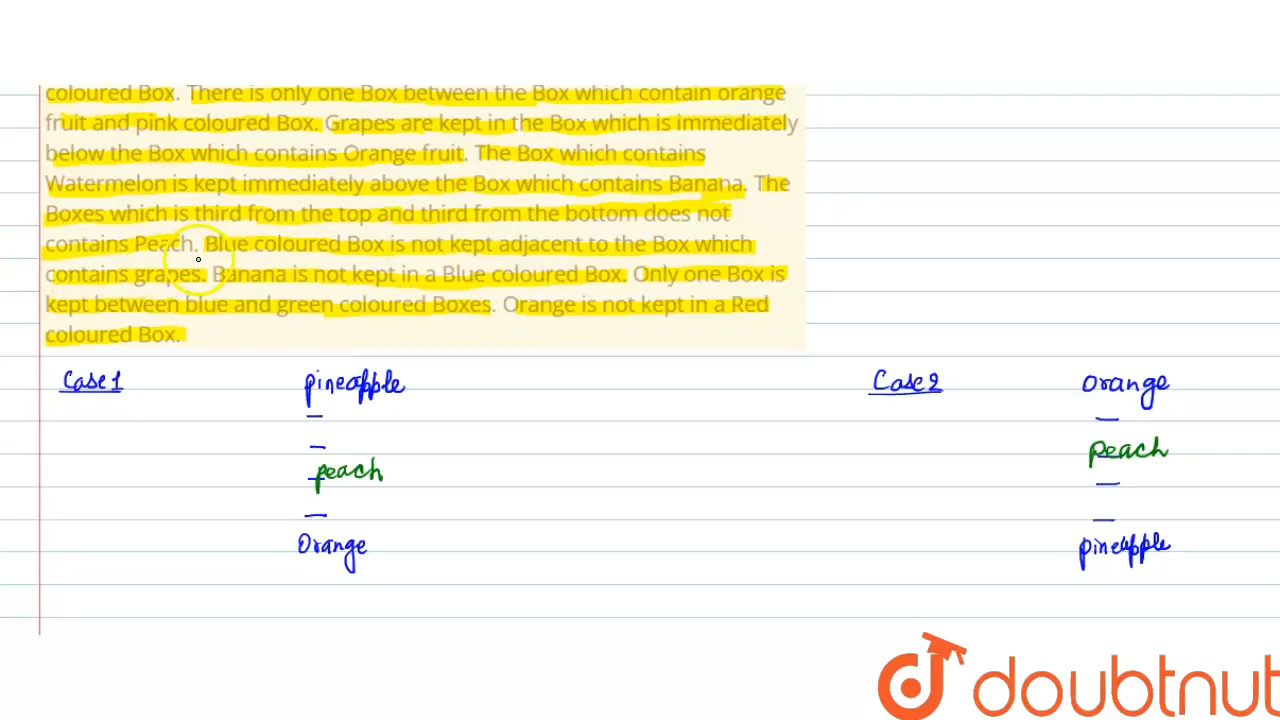 coloured Box. There is only one Box between the Box which contain orange
fruit and pink coloured Box. Grapes are kept in the Box which is immediately
below the Box which contains Orange fruit. The Box which contains
Watermelon is kept immediately above the Box which contains Banana. The
Boxes which is third from the top and third from the bottom does not
contains Peach. Blue coloured Box is not kept adjacent to the Box which
contains grapes. Banana is not kept in a Blue coloured Box. Only one Box is
kept between blue and green coloured Boxes. Orange is not kept in a Red
coloured Box.
Case 1 pineapple Case 2 orange
peach peach
Orange pineapple
doubtnut